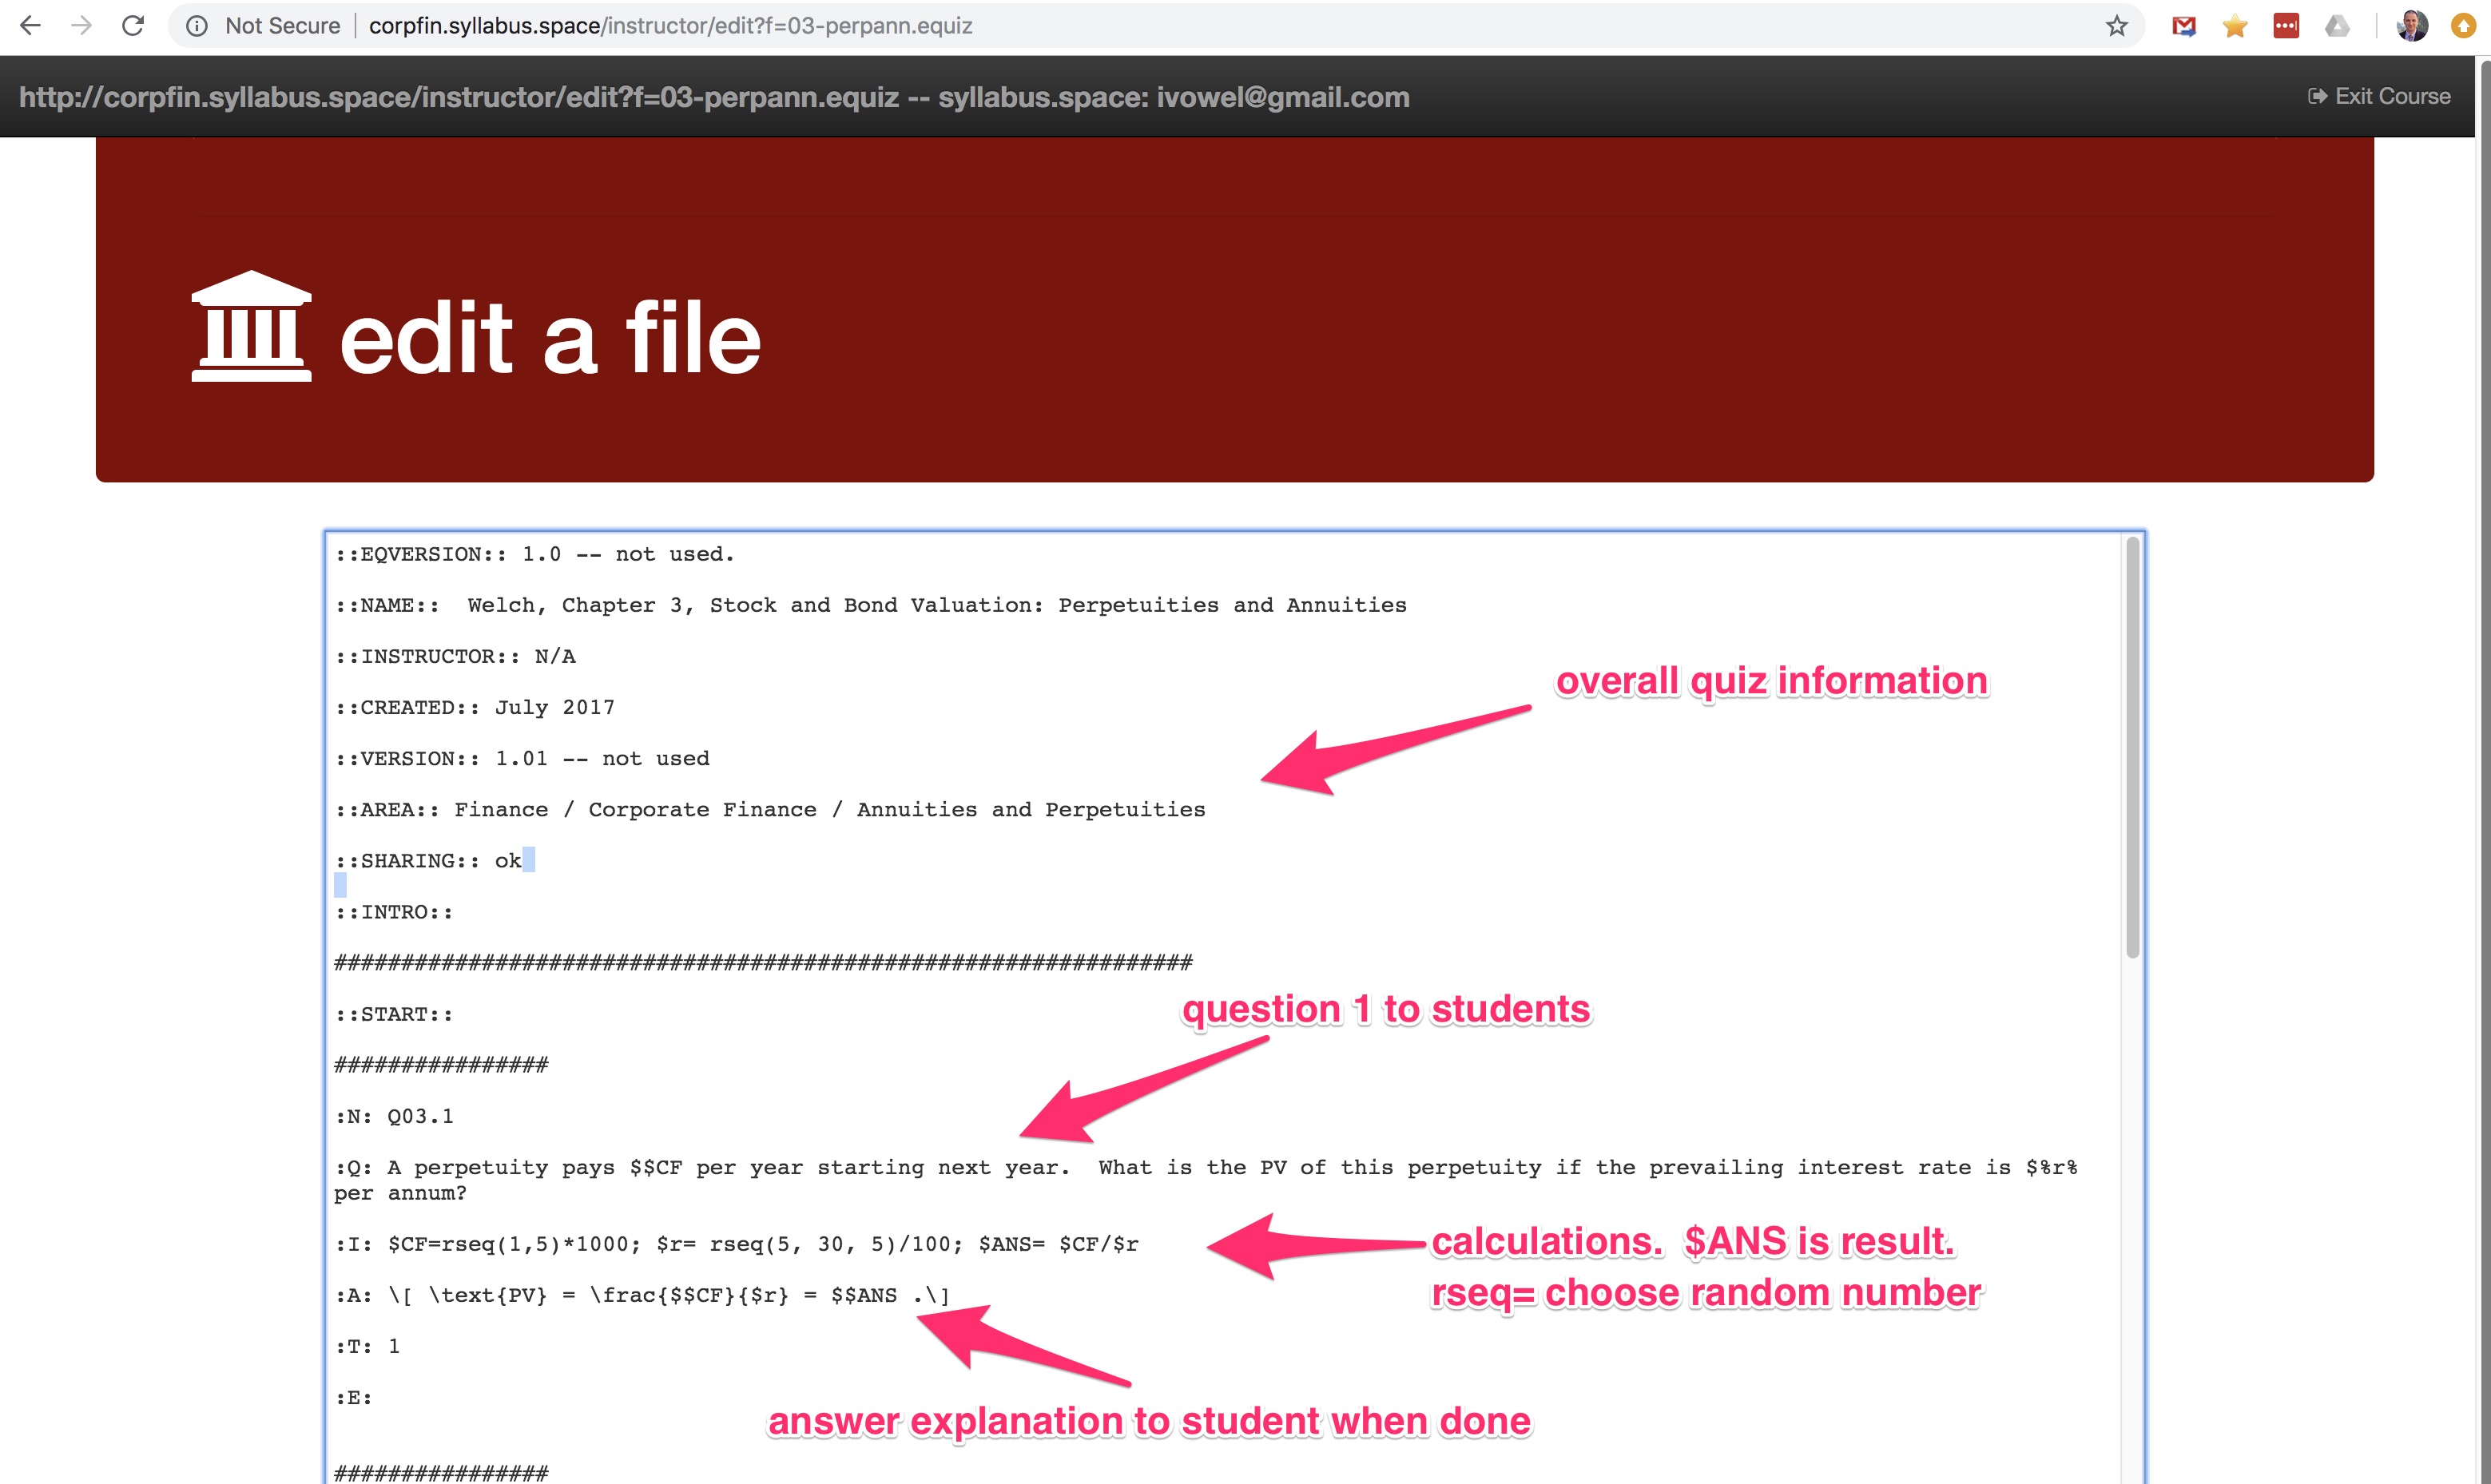 Not Secure | corpfin.syllabus.space/instructor/edit?f=03-perpann.equiz
http://corpfin.syllabus.space/instructor/edit?f=03-perpann.equiz -- syllabus.space: ivowel@gmail.com
Exit Course
edit a file
::EQVERSION:: 1.0 -- not used.
::NAME::  Welch, Chapter 3, Stock and Bond Valuation: Perpetuities and Annuities
::INSTRUCTOR:: N/A
overall quiz information
::CREATED:: July 2017
::VERSION:: 1.01 -- not used
::AREA:: Finance / Corporate Finance / Annuities and Perpetuities
::SHARING:: ok
::INTRO::
################################################################
question 1 to students
::START::
################
:N: Q03.1
:Q: A perpetuity pays $$CF per year starting next year.  What is the PV of this perpetuity if the prevailing interest rate is $%r%
per annum?
:I: $CF=rseq(1,5)*1000; $r= rseq(5, 30, 5)/100; $ANS= $CF/$r
calculations.  $ANS is result.
rseq= choose random number
:A: \[ \text{PV} = \frac{$$CF}{$r} = $$ANS .\]
:T: 1
:E:
answer explanation to student when done
################